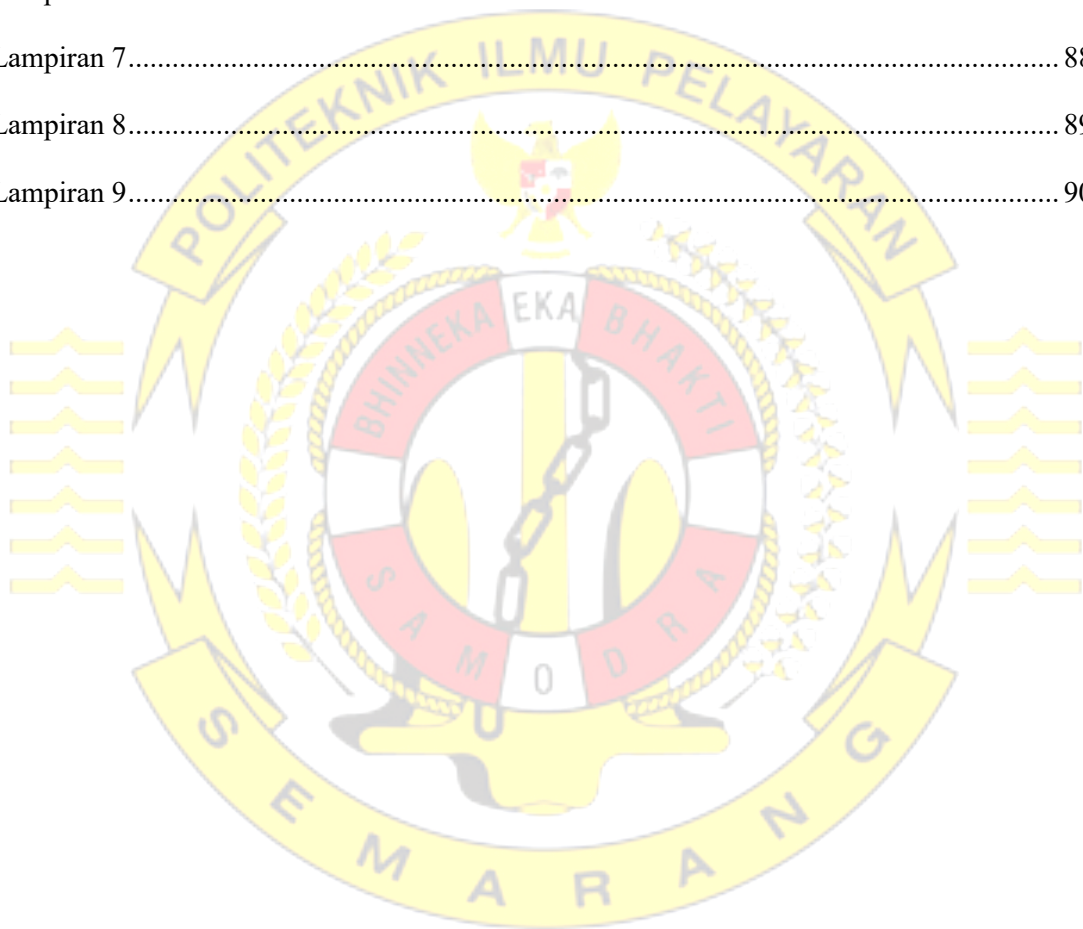 Lampiran 7 88
Lampiran 8 89
Lampiran 9 90
POLITEKNIK ILMU PELAYARAN
BHINNEKA EKA BHAKTI
SAMODRA
SEMARANG